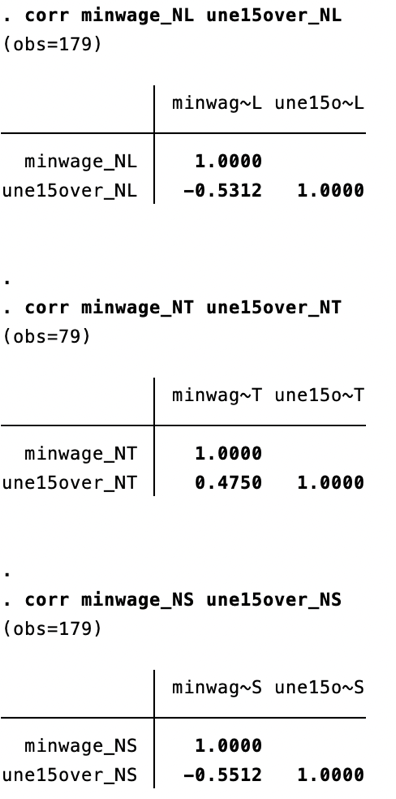 . corr minwage_NL une15over_NL
(obs=179)
minwag~L une15o~L
minwage_NL 1.0000
une15over_NL -0.5312 1.0000
.
. corr minwage_NT une15over_NT
(obs=79)
minwag~T une15o~T
minwage_NT 1.0000
une15over_NT 0.4750 1.0000
.
. corr minwage_NS une15over_NS
(obs=179)
minwag~S une15o~S
minwage_NS 1.0000
une15over_NS -0.5512 1.0000